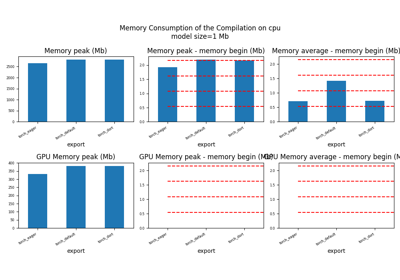 Memory Consumption of the Compilation on cpu
model size=1 Mb
Memory peak (Mb)
Memory peak - memory begin (Mb)
Memory average - memory begin (Mb)
2500
2000
1500
1000
500
0
2.0
1.5
1.0
0.5
0.0
2.0
1.5
1.0
0.5
0.0
torch_eager
torch_default
torch_dort
torch_eager
torch_default
torch_dort
torch_eager
torch_default
torch_dort
export
export
export
GPU Memory peak (Mb)
GPU Memory peak - memory begin (Mb)
GPU Memory average - memory begin (Mb)
400
350
300
250
200
150
100
50
0
2.0
1.5
1.0
0.5
0.0
2.0
1.5
1.0
0.5
0.0
torch_eager
torch_default
torch_dort
torch_eager
torch_default
torch_dort
torch_eager
torch_default
torch_dort
export
export
export